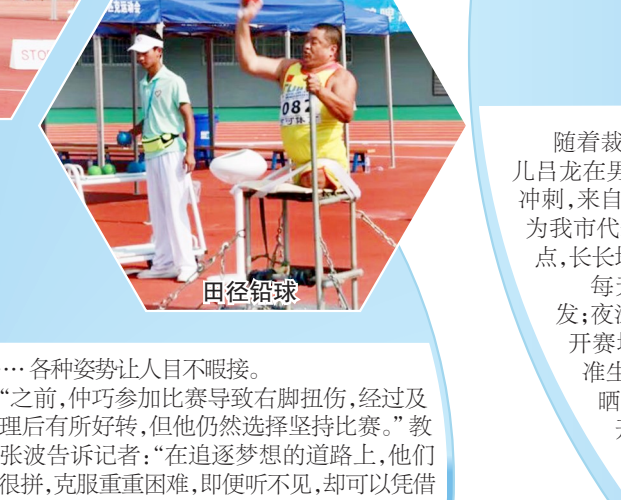 STO
082
田径铅球
… 各种姿势让人目不暇接。
“之前,仲巧参加比赛导致右脚扭伤,经过及
理后有所好转,但他仍然选择坚持比赛。”教
张波告诉记者:“在追逐梦想的道路上,他们
很拼,克服重重困难,即便听不见,却可以凭借
随着裁
儿吕龙在男
冲刺,来自
为我市代
点,长长地
每天
发;夜深
开赛场
准生
晒